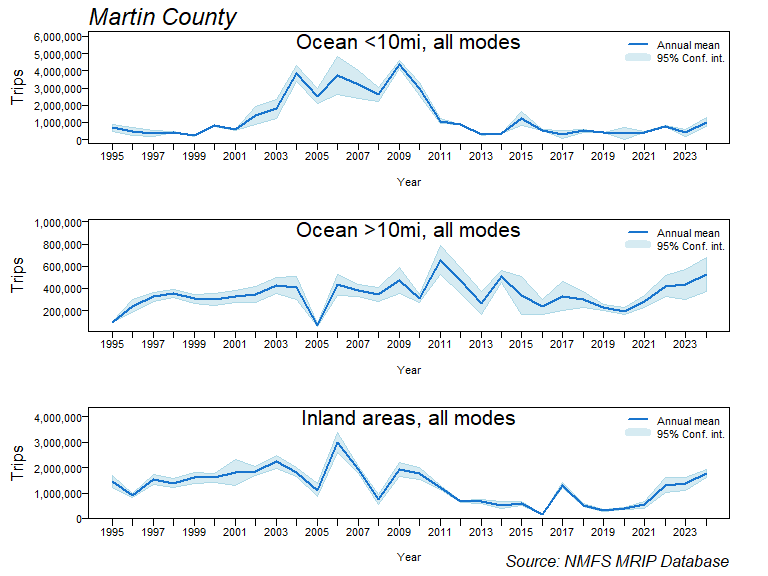 Martin County
Ocean <10mi, all modes
Annual mean
95% Conf. int.
Trips
6,000,000
5,000,000
4,000,000
3,000,000
2,000,000
1,000,000
0
1995 1997 1999 2001 2003 2005 2007 2009 2011 2013 2015 2017 2019 2021 2023
Year
Ocean >10mi, all modes
Annual mean
95% Conf. int.
Trips
1,000,000
800,000
600,000
400,000
200,000
1995 1997 1999 2001 2003 2005 2007 2009 2011 2013 2015 2017 2019 2021 2023
Year
Inland areas, all modes
Annual mean
95% Conf. int.
Trips
4,000,000
3,000,000
2,000,000
1,000,000
0
1995 1997 1999 2001 2003 2005 2007 2009 2011 2013 2015 2017 2019 2021 2023
Year
Source: NMFS MRIP Database